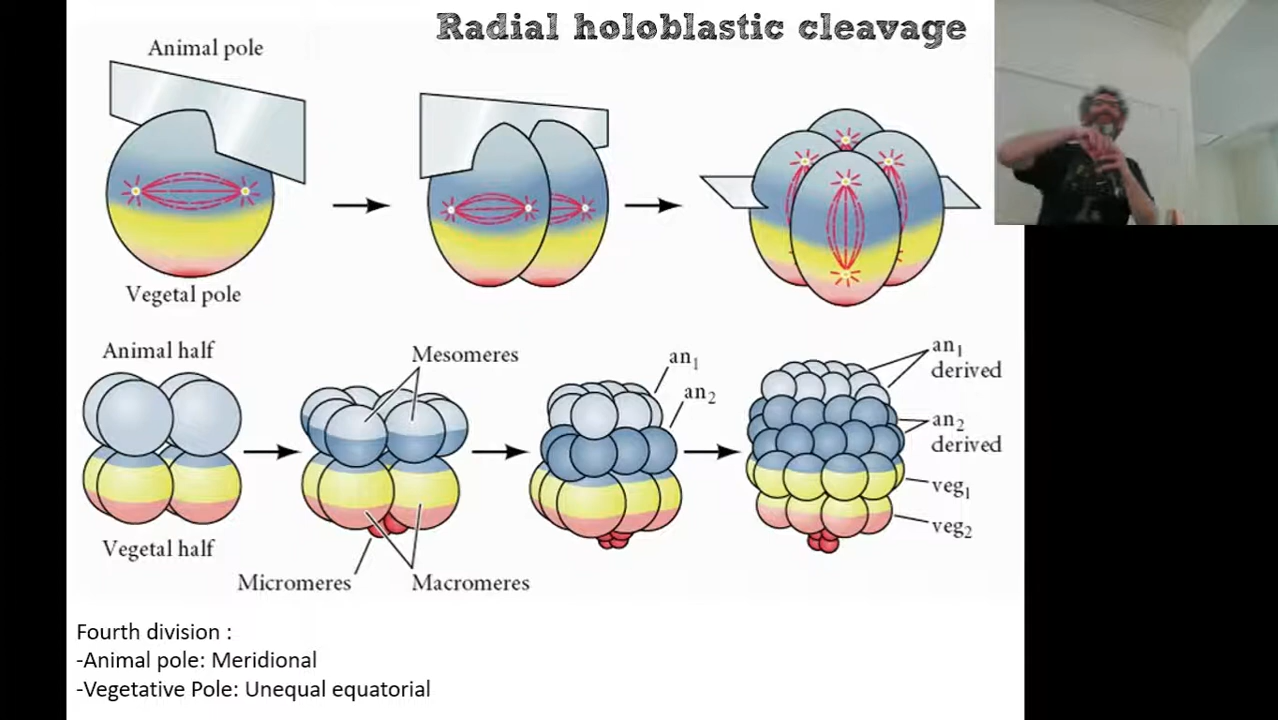 Radial holoblastic cleavage
Animal pole
Vegetal pole
Animal half
Mesomeres
an1
an2
an1
derived
an2
derived
veg1
veg2
Vegetal half
Micromeres
Macromeres
Fourth division :
-Animal pole: Meridional
-Vegetative Pole: Unequal equatorial